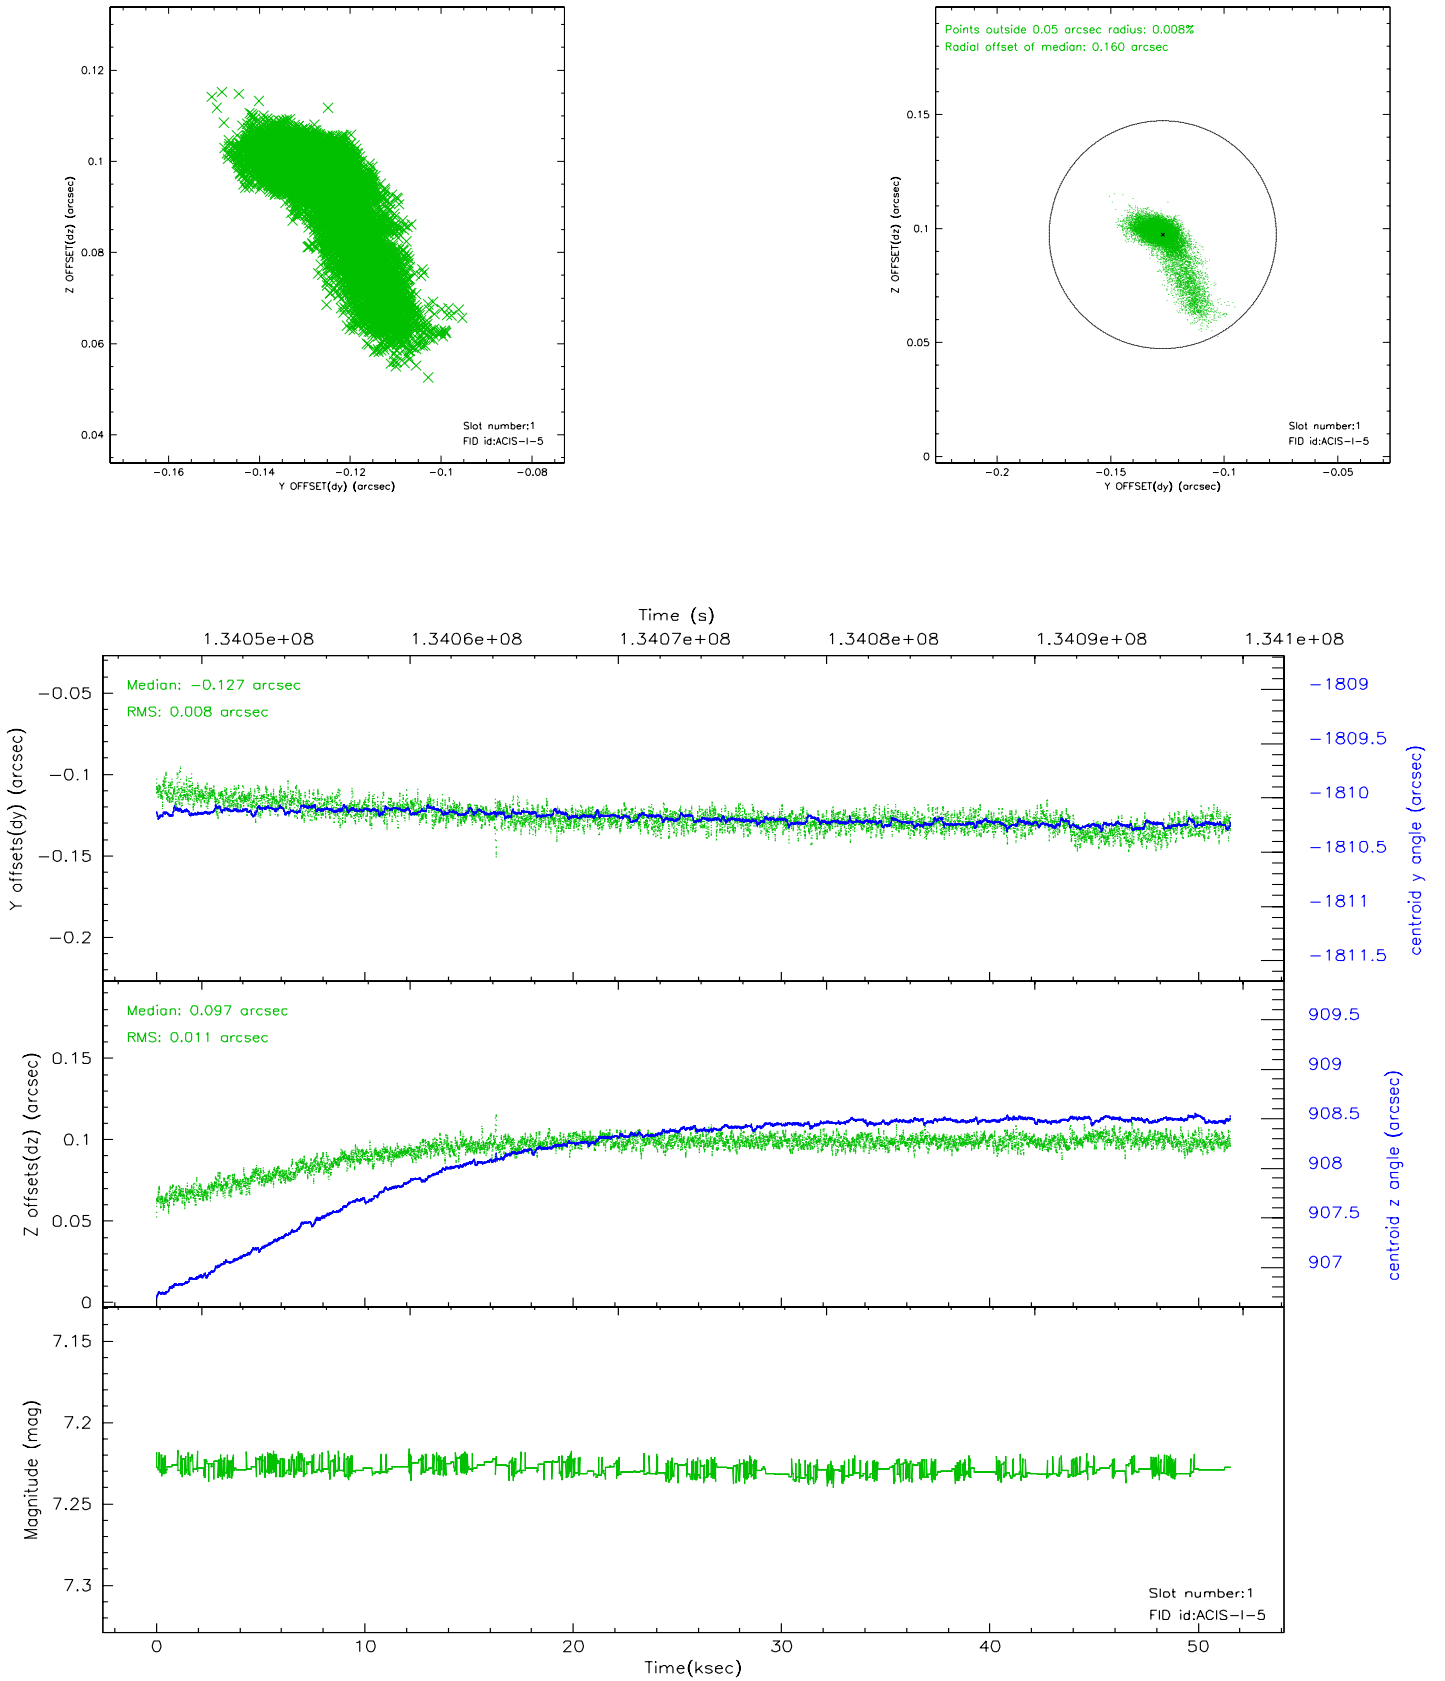 0.12
0.1
0.08
0.06
0.04
Z OFFSET(dz) (arcsec)
Slot number:1
FID id:ACIS-I-5
-0.16 -0.14 -0.12 -0.1 -0.08
Y OFFSET(dy) (arcsec)
Points outside 0.05 arcsec radius: 0.008%
Radial offset of median: 0.160 arcsec
0.15
0.1
0.05
0
Z OFFSET(dz) (arcsec)
Slot number:1
FID id:ACIS-I-5
-0.2 -0.15 -0.1 -0.05
Y OFFSET(dy) (arcsec)
Time (s)
1.3405e+08 1.3406e+08 1.3407e+08 1.3408e+08 1.3409e+08 1.341e+08
Median: -0.127 arcsec
RMS: 0.008 arcsec
-0.05
-0.1
-0.15
-0.2
Y offsets(dy) (arcsec)
-1809
-1809.5
-1810
-1810.5
-1811
-1811.5
centroid y angle (arcsec)
Median: 0.097 arcsec
RMS: 0.011 arcsec
0.15
0.1
0.05
0
Z offsets(dz) (arcsec)
909.5
909
908.5
908
907.5
907
centroid z angle (arcsec)
7.15
7.2
7.25
7.3
Magnitude (mag)
Slot number:1
FID id:ACIS-I-5
0 10 20 30 40 50
Time(ksec)